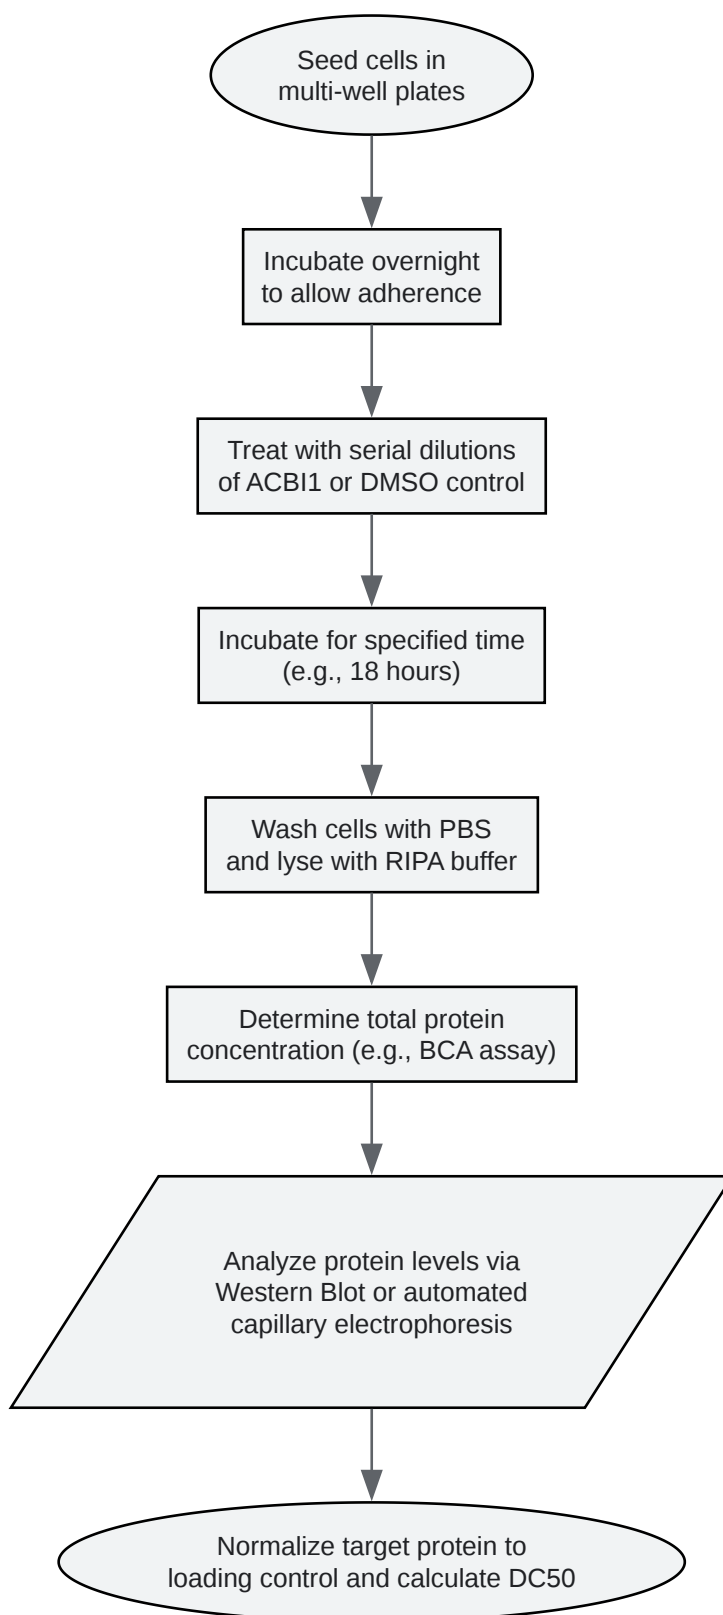 Seed cells in
multi-well plates
Incubate overnight
to allow adherence
Treat with serial dilutions
of ACBI1 or DMSO control
Incubate for specified time
(e.g., 18 hours)
Wash cells with PBS
and lyse with RIPA buffer
Determine total protein
concentration (e.g., BCA assay)
Analyze protein levels via
Western Blot or automated
capillary electrophoresis
Normalize target protein to
loading control and calculate DC50